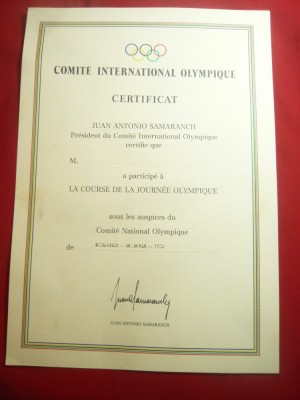 COMITE INTERNATIONAL OLYMPIQUE
CERTIFICAT
JUAN ANTONIO SAMARANCH
Président du Comité International Olympique
certifie que
M.
a participé à
LA COURSE DE LA JOURNÉE OLYMPIQUE
sous les auspices du
Comité National Olympique
de
JUAN ANTONIO SAMARANCH